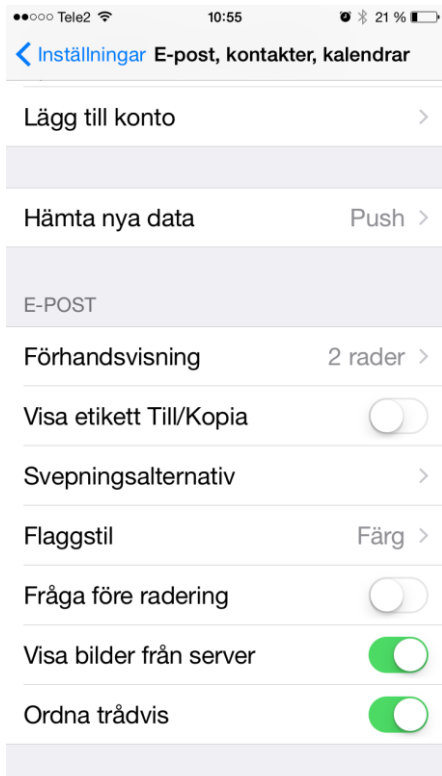 Tele2 10:55 21 %
Inställningar E-post, kontakter, kalendrar
Lägg till konto
Hämta nya data Push
E-POST
Förhandsvisning 2 rader
Visa etikett Till/Kopia
Svepningsalternativ
Flaggstil Färg
Fråga före radering
Visa bilder från server
Ordna trådvis